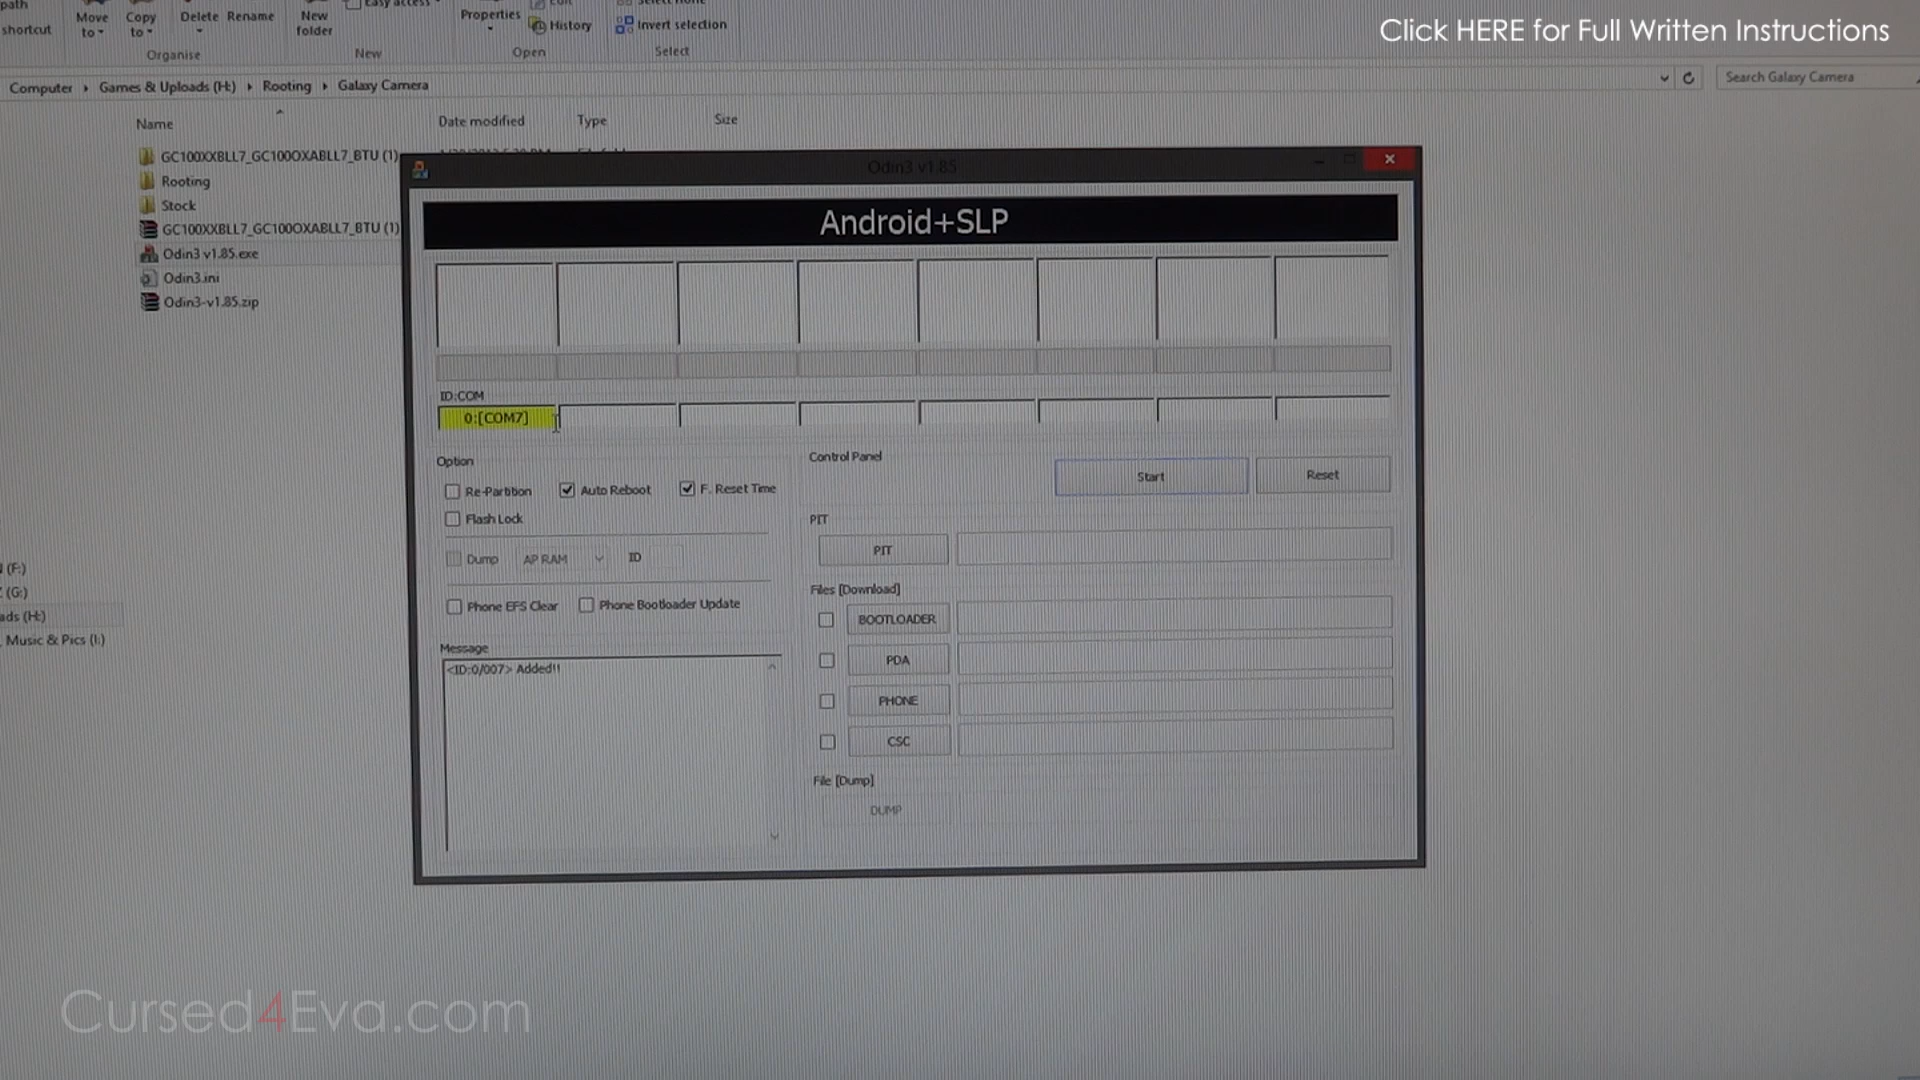 path
shortcut
Move to
Copy to
Delete
Rename
New folder
Easy access
Properties
History
Invert selection
Organise
New
Open
Select
Click HERE for Full Written Instructions
Computer
Games & Uploads (H:)
Rooting
Galaxy Camera
Search Galaxy Camera
Name
Date modified
Type
Size
GC100XXBLL7_GC100OXABLL7_BTU (1)
Rooting
Stock
GC100XXBLL7_GC100OXABLL7_BTU (1)
Odin3 v1.85.exe
Odin3.ini
Odin3-v1.85.zip
(F:)
(G:)
ads (H:)
Music & Pics (I:)
Odin3 v1.85
Android+SLP
ID:COM
0:[COM7]
Option
Re-Partition
Auto Reboot
F. Reset Time
Flash Lock
Dump
AP RAM
ID
Phone EFS Clear
Phone Bootloader Update
Message
<ID:0/007> Added!!
Control Panel
Start
Reset
PIT
PIT
Files [Download]
BOOTLOADER
PDA
PHONE
CSC
File [Dump]
DUMP
Cursed4Eva.com